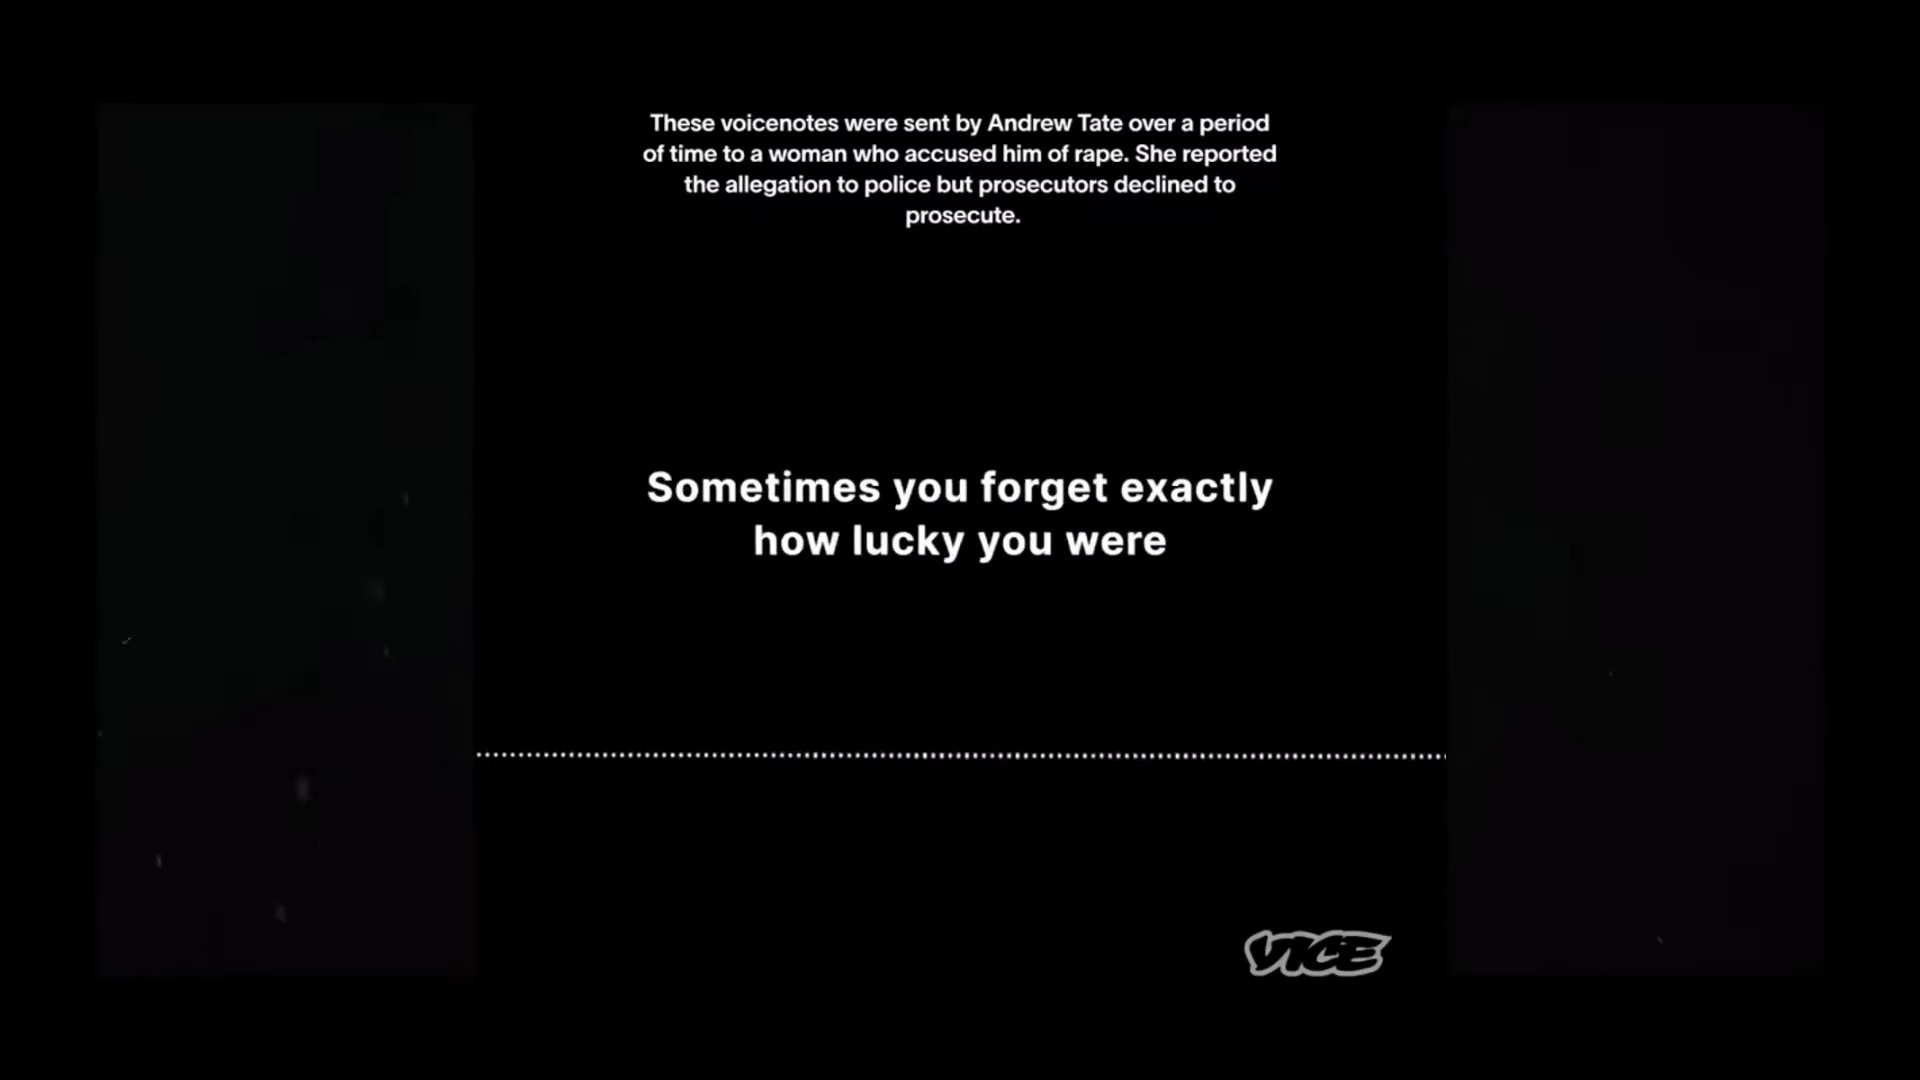 These voicenotes were sent by Andrew Tate over a period
of time to a woman who accused him of rape. She reported
the allegation to police but prosecutors declined to
prosecute.
Sometimes you forget exactly
how lucky you were
VICE